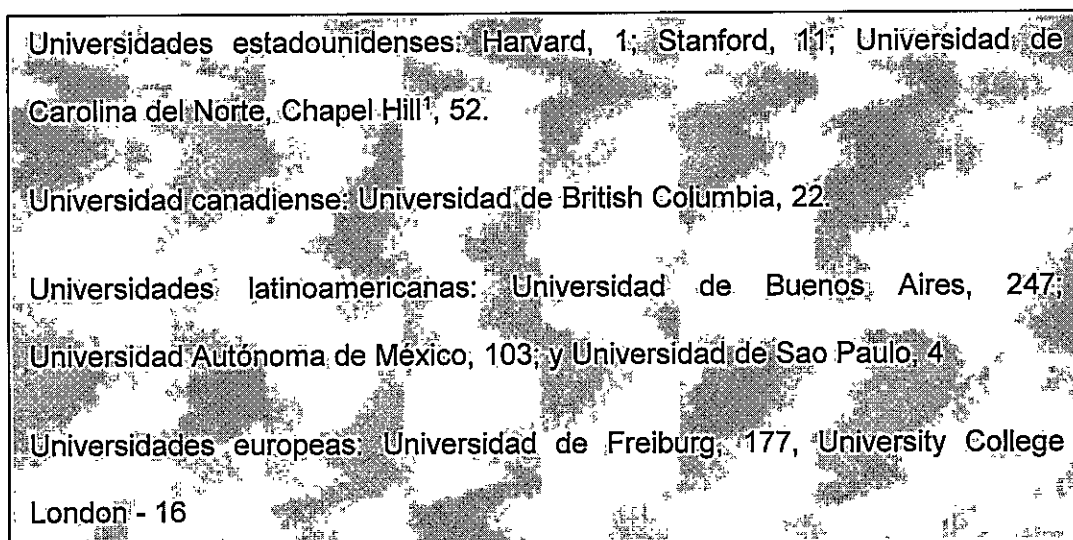 Universidades estadounidenses: Harvard, 1; Stanford, 11; Universidad de
Carolina del Norte, Chapel Hill¹, 52.
Universidad canadiense: Universidad de British Columbia, 22.
Universidades latinoamericanas: Universidad de Buenos Aires, 247;
Universidad Autónoma de México, 103; y Universidad de Sao Paulo, 4
Universidades europeas: Universidad de Freiburg, 177, University College
London - 16